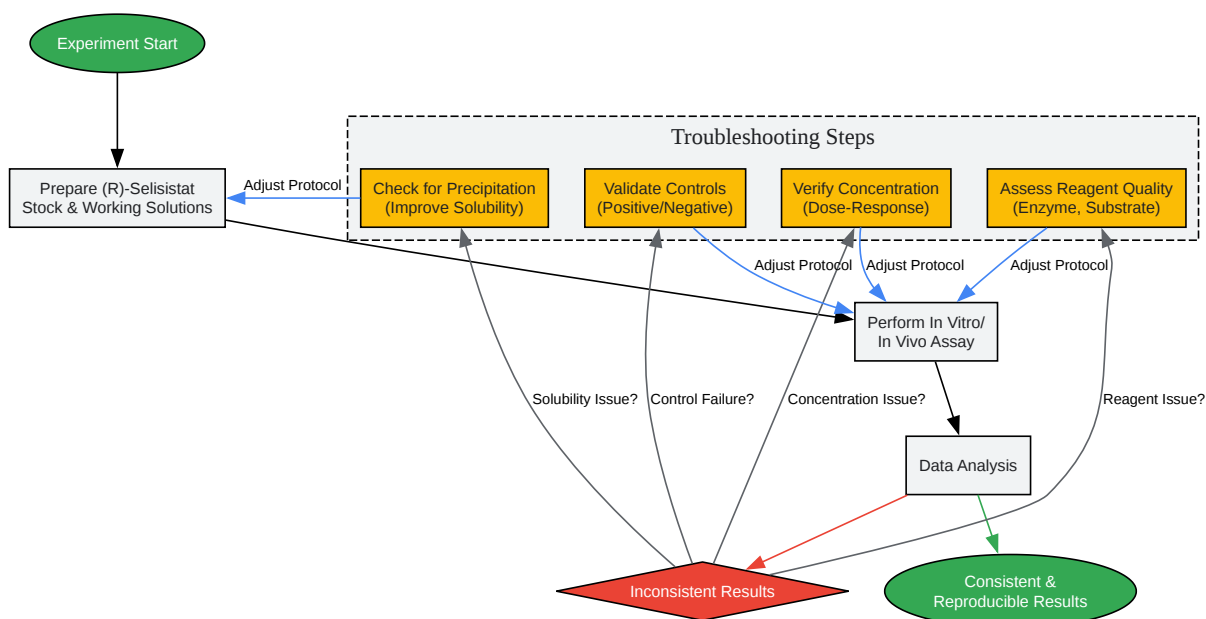 Experiment Start
Troubleshooting Steps
Prepare (R)-Selisistat
Stock & Working Solutions
Adjust Protocol
Check for Precipitation
(Improve Solubility)
Validate Controls
(Positive/Negative)
Verify Concentration
(Dose-Response)
Assess Reagent Quality
(Enzyme, Substrate)
Adjust Protocol
Adjust Protocol
Adjust Protocol
Perform In Vitro/
In Vivo Assay
Solubility Issue?
Control Failure?
Concentration Issue?
Reagent Issue?
Data Analysis
Inconsistent Results
Consistent &
Reproducible Results